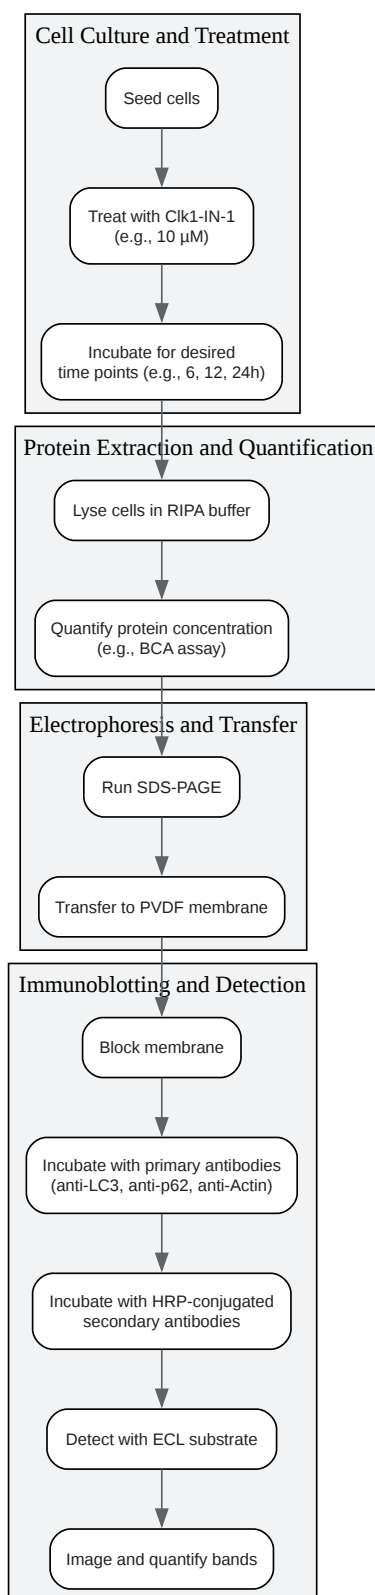 Cell Culture and Treatment
Seed cells
Treat with Clk1-IN-1
(e.g., 10 µM)
Incubate for desired
time points (e.g., 6, 12, 24h)
Protein Extraction and Quantification
Lyse cells in RIPA buffer
Quantify protein concentration
(e.g., BCA assay)
Electrophoresis and Transfer
Run SDS-PAGE
Transfer to PVDF membrane
Immunoblotting and Detection
Block membrane
Incubate with primary antibodies
(anti-LC3, anti-p62, anti-Actin)
Incubate with HRP-conjugated
secondary antibodies
Detect with ECL substrate
Image and quantify bands